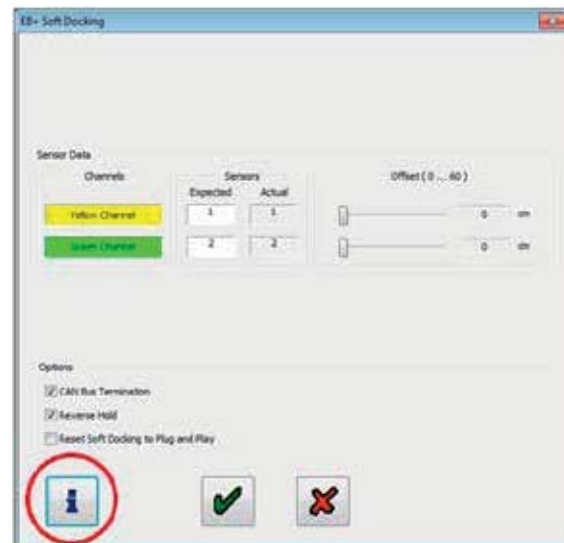 EB+ Soft Docking
Sensor Data
Channels
Sensors
Offset ( 0 ... 60 )
Expected
Actual
Yellow Channel
1
1
0
cm
Green Channel
2
2
0
cm
Options
CAN Bus Termination
Reverse Hold
Reset Soft Docking to Plug and Play